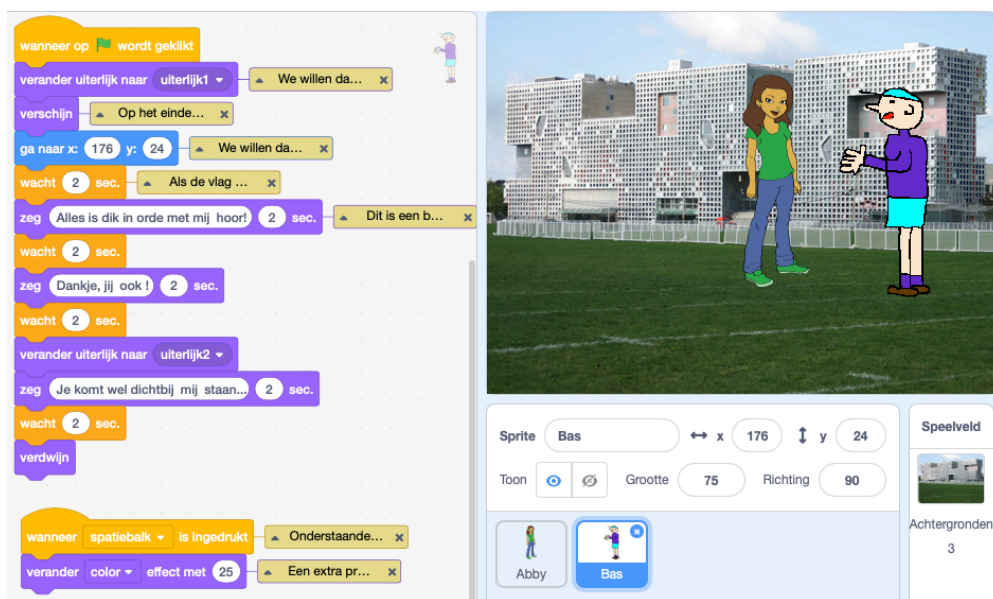 wanneer op wordt geklikt
verander uiterlijk naar uiterlijk1 We willen da...
verschijn Op het einde...
ga naar x: 176 y: 24 We willen da...
wacht 2 sec. Als de vlag ...
zeg Alles is dik in orde met mij hoor! 2 sec. Dit is een b...
wacht 2 sec.
zeg Dankje, jij ook ! 2 sec.
wacht 2 sec.
verander uiterlijk naar uiterlijk2
zeg Je komt wel dichtbij mij staan... 2 sec.
wacht 2 sec.
verdwijn
wanneer spatiebalk is ingedrukt Onderstaande...
verander color effect met 25 Een extra pr...
Sprite Bas x 176 y 24
Toon Grootte 75 Richting 90
Abby
Bas
Speelveld
Achtergronden
3